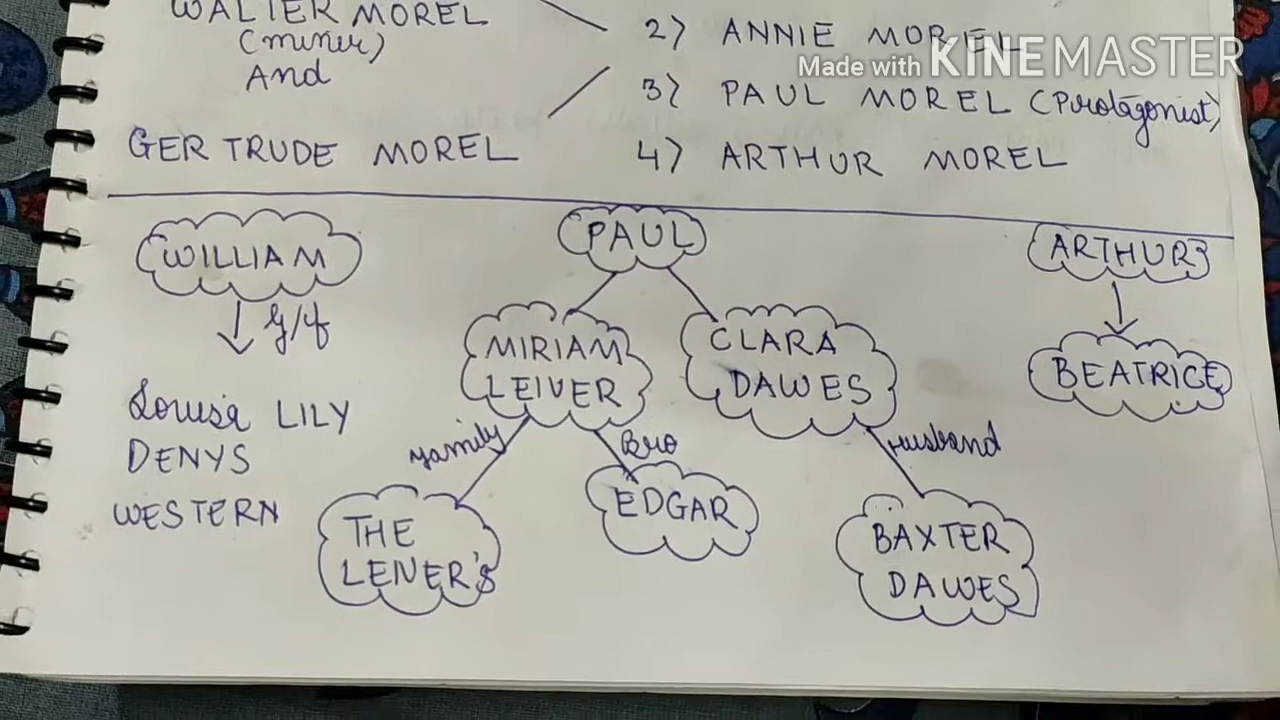 WALTER MOREL
(miner)
And
GERTRUDE MOREL
2) ANNIE MOREL
Made with KINEMASTER
3) PAUL MOREL (Protagonist)
4) ARTHUR MOREL
WILLIAM
PAUL
ARTHUR
g/f
MIRIAM
LEIVER
CLARA
DAWES
BEATRICE
Louisa LILY
DENYS
WESTERN
family
Bro
Husband
THE
LEIVER'S
EDGAR
BAXTER
DAWES